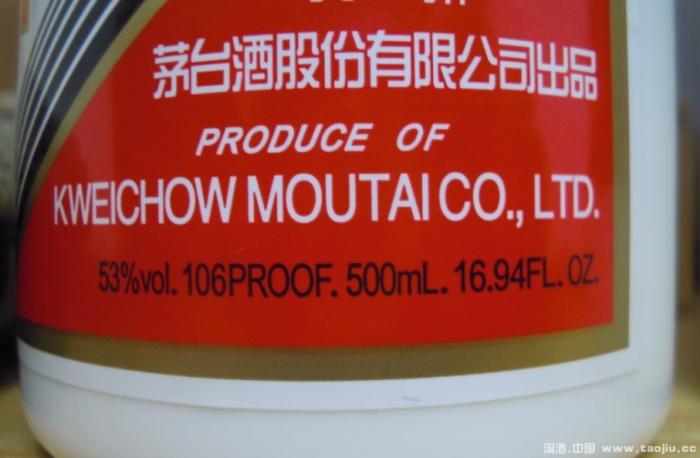 茅台酒股份有限公司出品
PRODUCE OF
KWEICHOW MOUTAI CO., LTD.
53%vol. 106PROOF. 500mL. 16.94FL. OZ.
淘酒.中国 www.taojiu.cc